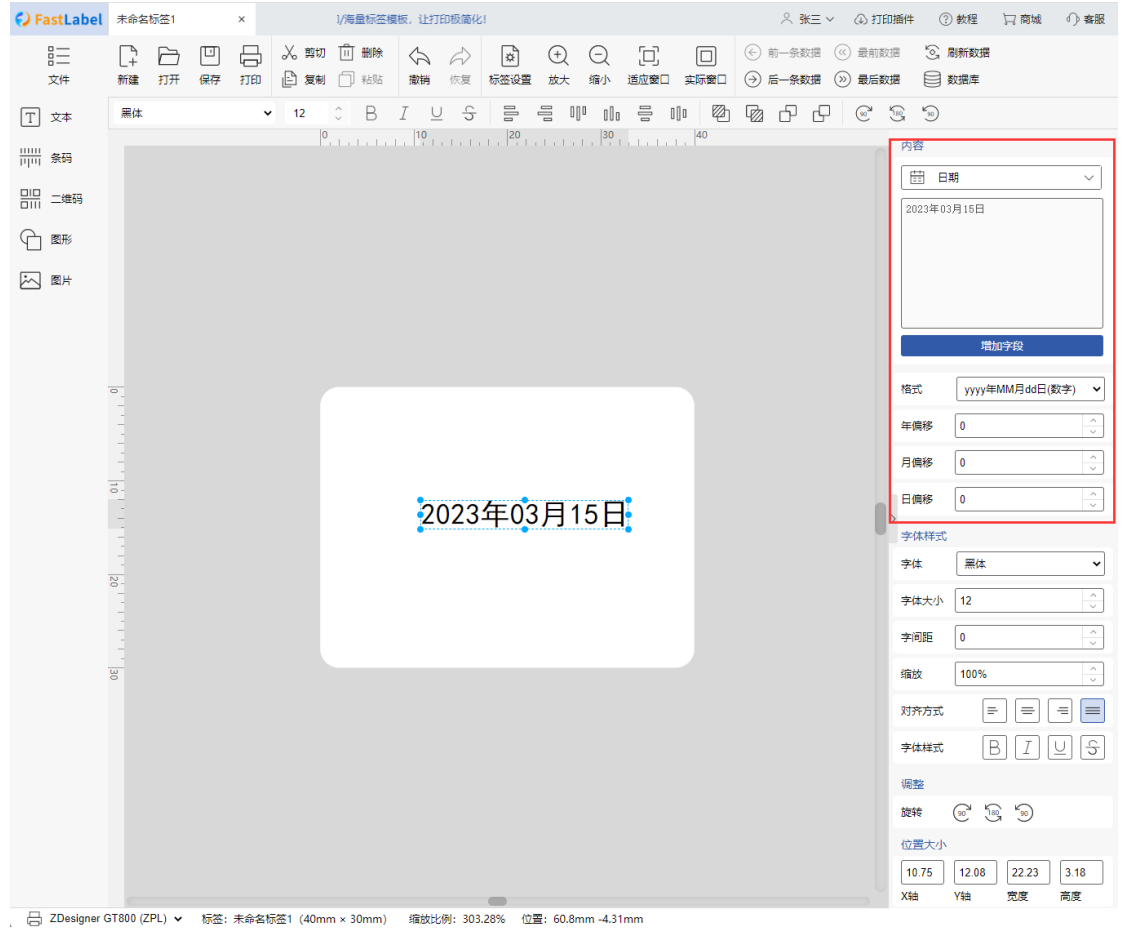 FastLabel 未命名标签1 × 1/海量标签模板，让打印极简化! 张三 打印插件 教程 商城 客服
文件 新建 打开 保存 打印 剪切 删除 撤销 恢复 标签设置 放大 缩小 适应窗口 实际窗口 前一条数据 最前数据 刷新数据
复制 粘贴 后一条数据 最后数据 数据库
文本 黑体 12 B I U S 90 180 90
0 10 20 30 40
条码
二维码
图形
图片
0
10
20
30
2023年03月15日
内容
日期
2023年03月15日
增加字段
格式 yyyy年MM月dd日(数字)
年偏移 0
月偏移 0
日偏移 0
字体样式
字体 黑体
字体大小 12
字间距 0
缩放 100%
对齐方式
字体样式 B I U S
调整
旋转 90 180 90
位置大小
10.75 12.08 22.23 3.18
X轴 Y轴 宽度 高度
ZDesigner GT800 (ZPL) 标签：未命名标签1（40mm × 30mm） 缩放比例：303.28% 位置：60.8mm -4.31mm